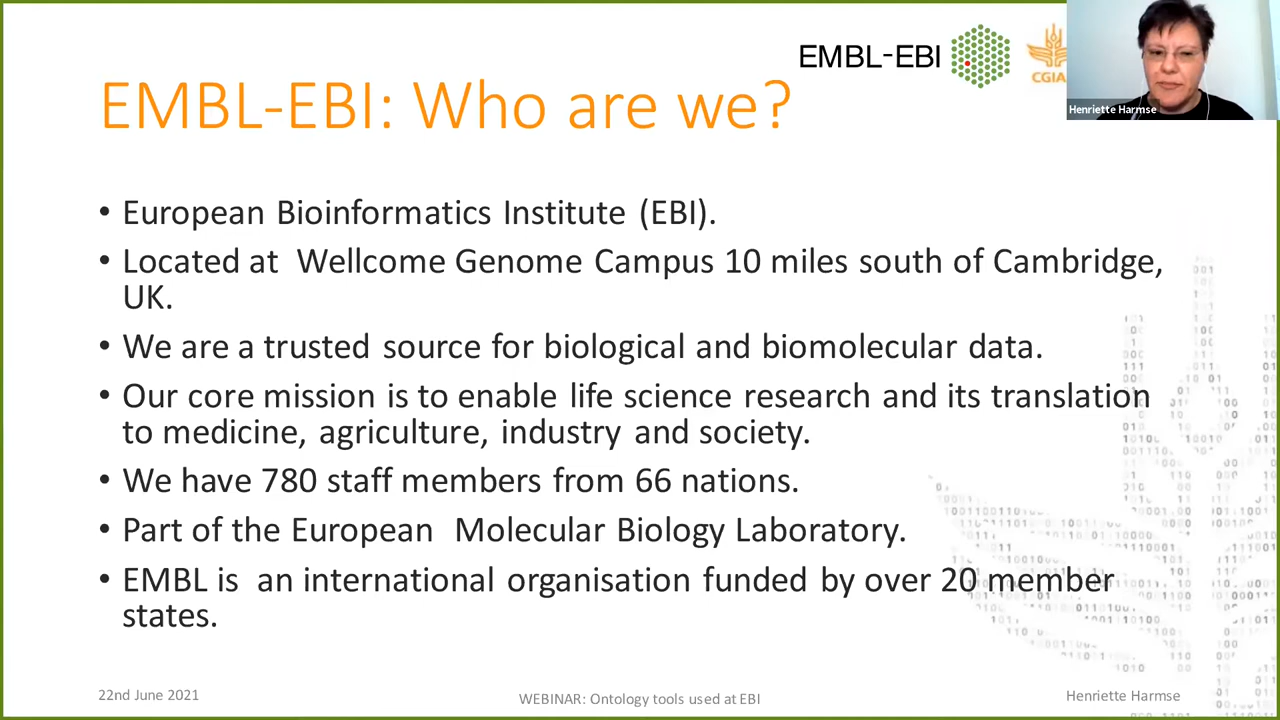 EMBL-EBI
CGIA
Henriette Harmse
EMBL-EBI: Who are we?
• European Bioinformatics Institute (EBI).
• Located at Wellcome Genome Campus 10 miles south of Cambridge,
UK.
• We are a trusted source for biological and biomolecular data.
• Our core mission is to enable life science research and its translation
to medicine, agriculture, industry and society.
• We have 780 staff members from 66 nations.
• Part of the European Molecular Biology Laboratory.
• EMBL is an international organisation funded by over 20 member
states.
22nd June 2021
WEBINAR: Ontology tools used at EBI
Henriette Harmse